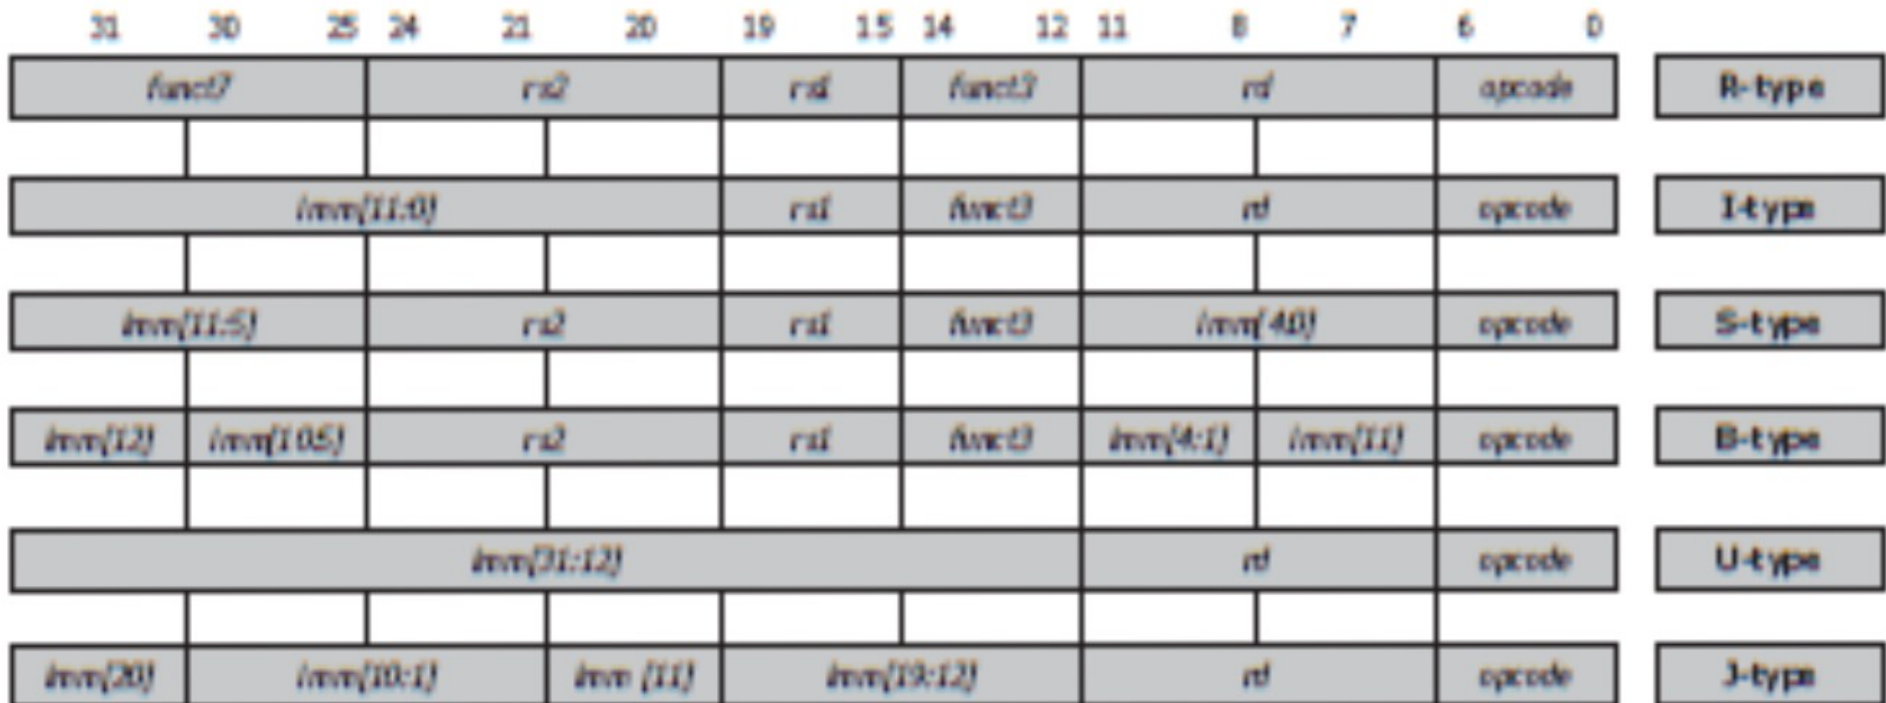 31 30 25 24 21 20 19 15 14 12 11 8 7 6 0
funct7 rs2 rs1 funct3 rd opcode R-type
imm[11:0] rs1 funct3 rd opcode I-type
imm[11:5] rs2 rs1 funct3 imm[4:0] opcode S-type
imm[12] imm[10:5] rs2 rs1 funct3 imm[4:1] imm[11] opcode B-type
imm[31:12] rd opcode U-type
imm[20] imm[10:1] imm [11] imm[19:12] rd opcode J-type